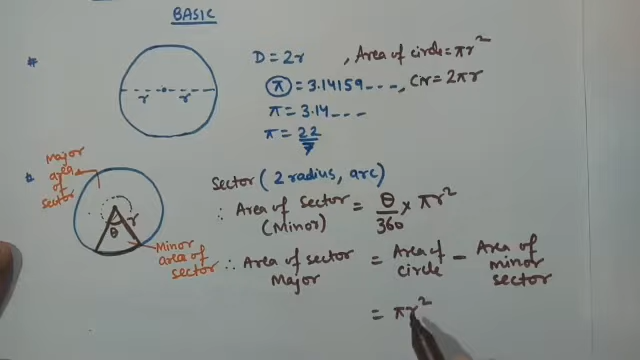 BASIC
D = 2r , Area of circle = πr²
r r
π = 3.14159--- , Cir = 2πr
π = 3.14---
π = 22/7
Major
area
of
sector
Sector (2 radius, arc)
∴ Area of Sector = θ/360 × πr²
(Minor)
r
θ
Minor
area of
sector
∴ Area of sector = Area of circle − Area of minor sector
Major
= πr²